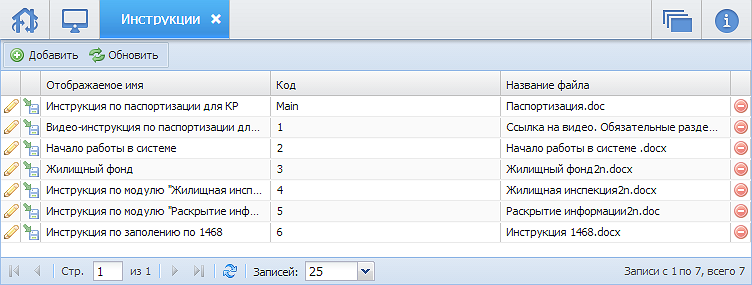 Инструкции
Добавить Обновить
Отображаемое имя Код Название файла
Инструкция по паспортизации для КР Main Паспортизация.doc
Видео-инструкция по паспортизации дл... 1 Ссылка на видео. Обязательные разде...
Начало работы в системе 2 Начало работы в системе .docx
Жилищный фонд 3 Жилищный фонд2n.docx
Инструкция по модулю "Жилищная инсп... 4 Жилищная инспекция2n.docx
Инструкция по модулю "Раскрытие инф... 5 Раскрытие информации2n.doc
Инструкция по заполению по 1468 6 Инструкция 1468.docx
Стр. 1 из 1 Записей: 25 Записи с 1 по 7, всего 7